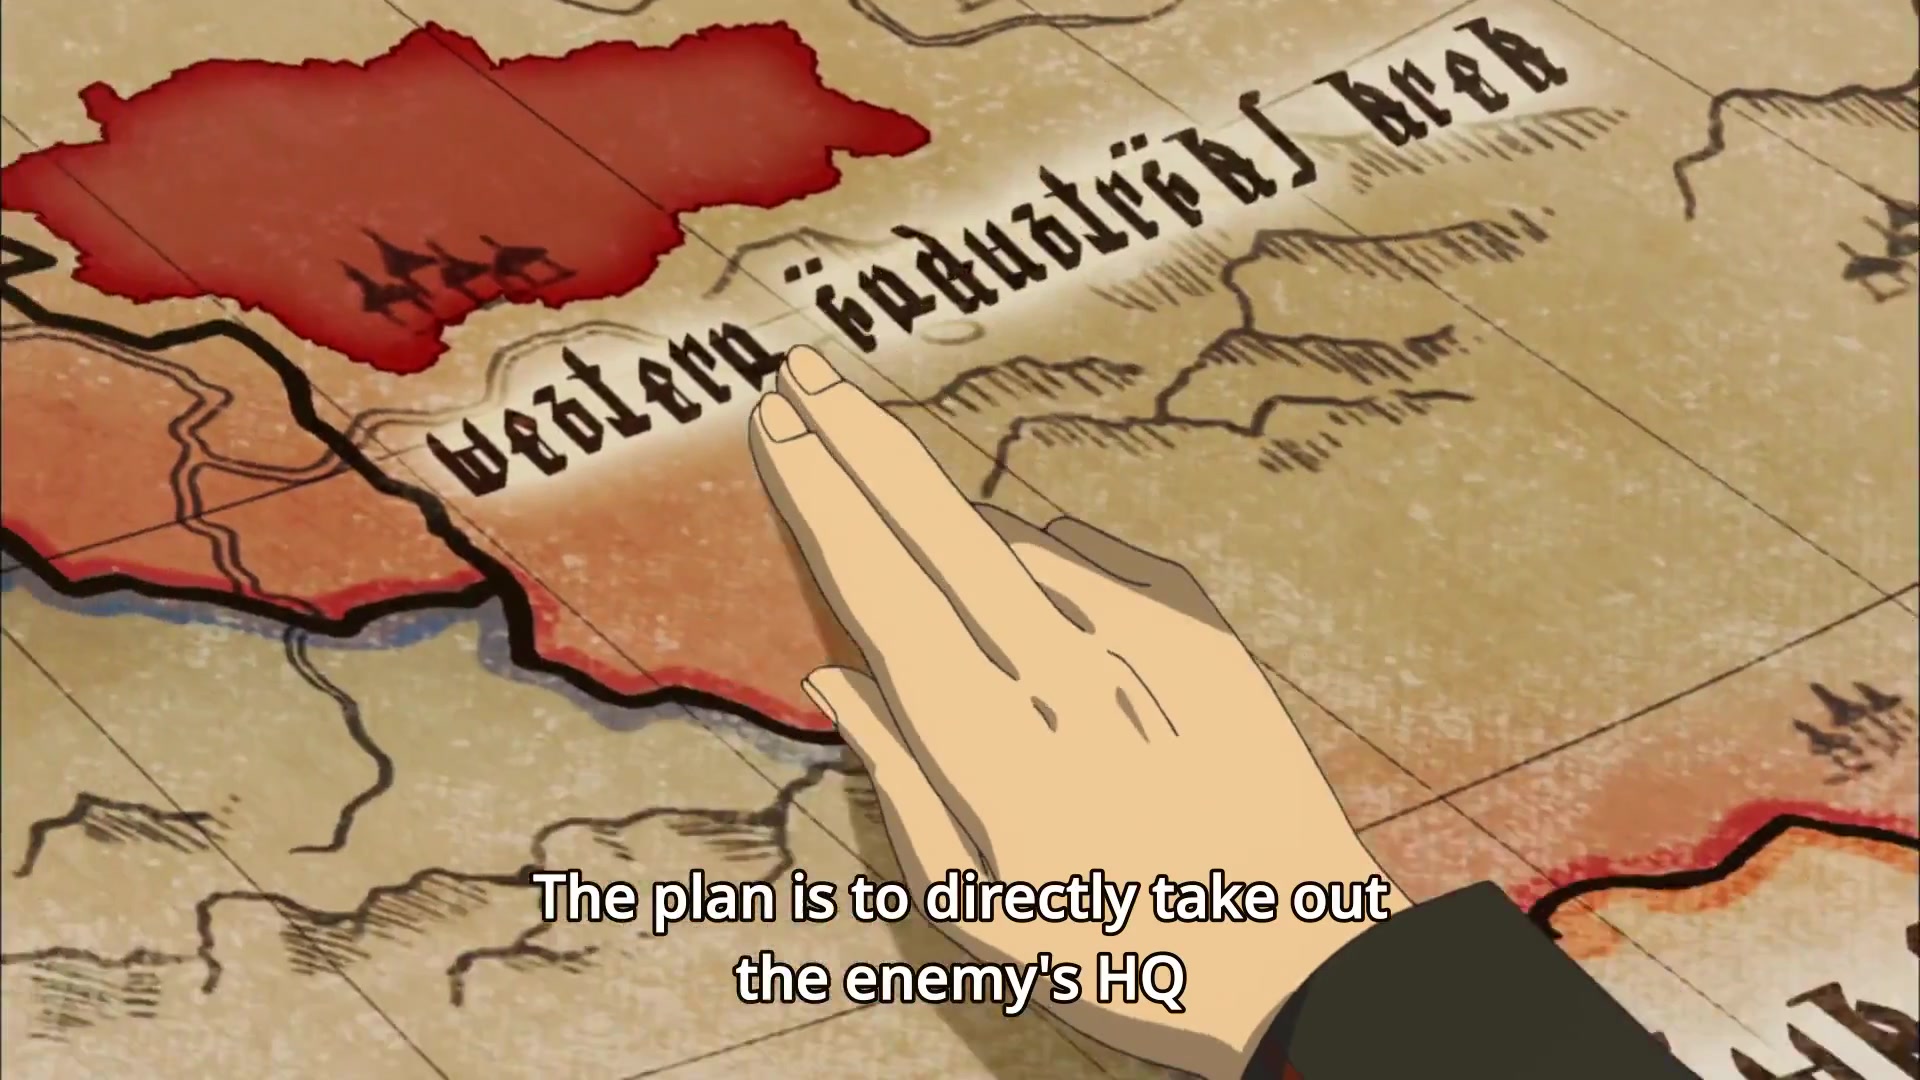 western industrial area
The plan is to directly take out
the enemy's HQ